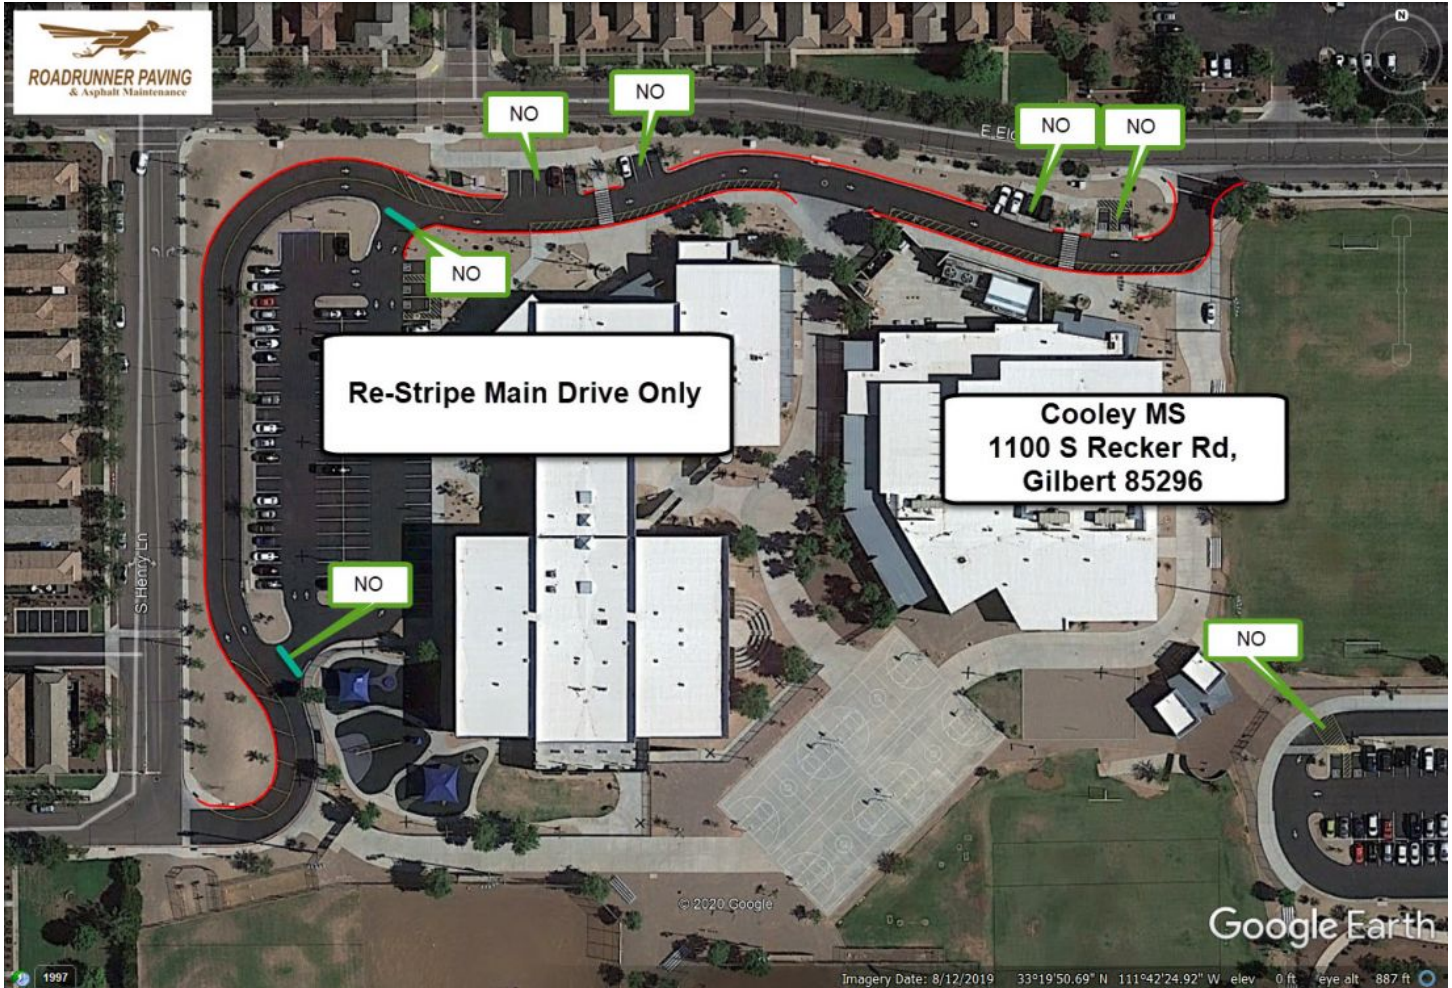 ROADRUNNER PAVING
& Asphalt Maintenance
N
NO
NO
NO
NO
NO
Re-Stripe Main Drive Only
Cooley MS
1100 S Recker Rd,
Gilbert 85296
S Henry Ln
NO
NO
© 2020 Google
Google Earth
1997
Imagery Date: 8/12/2019 33°19'50.69" N 111°42'24.92" W elev 0 ft eye alt 887 ft